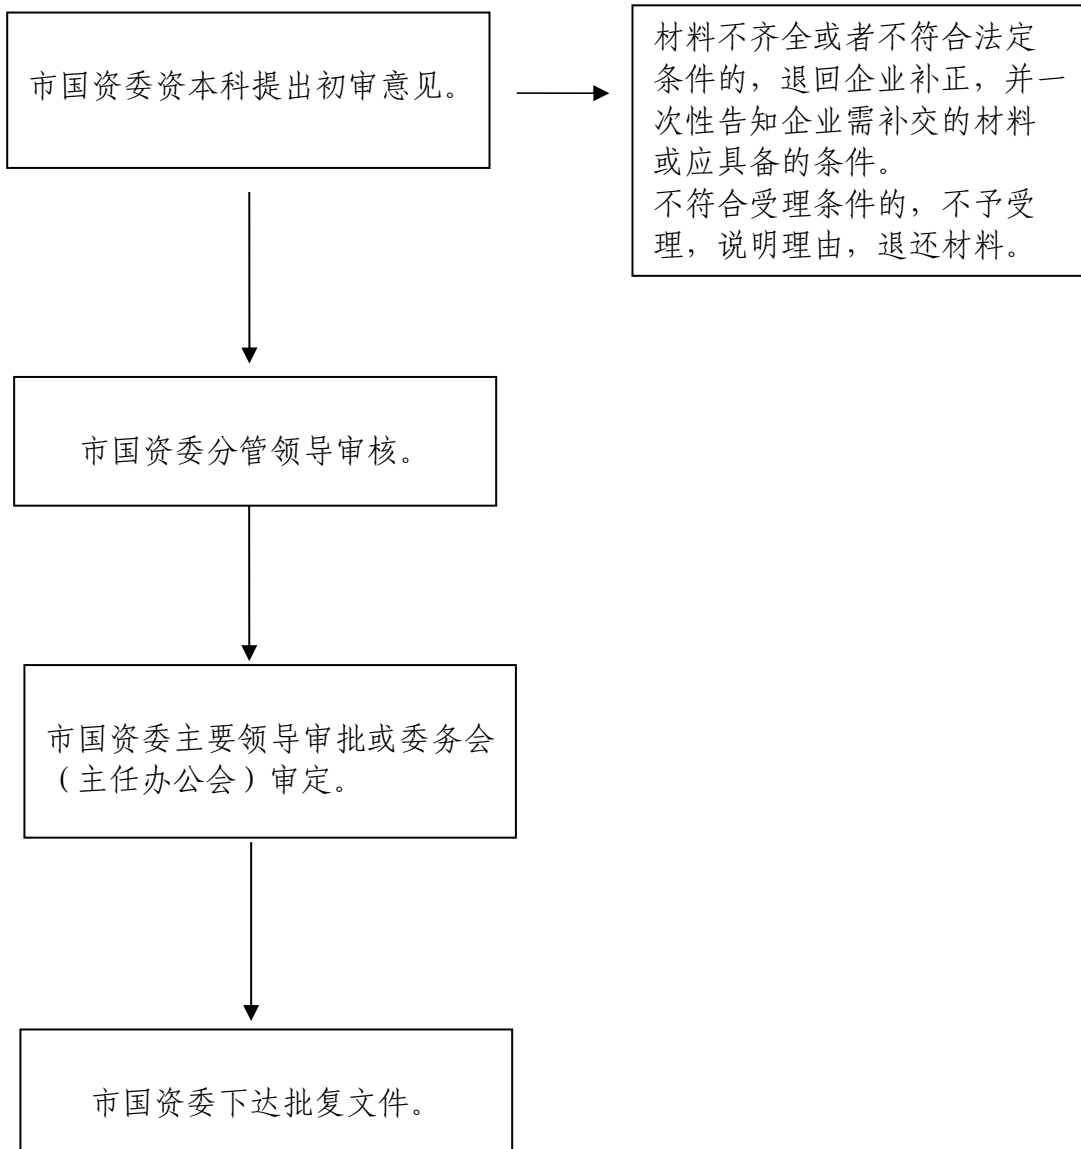 市国资委资本科提出初审意见。
材料不齐全或者不符合法定
条件的，退回企业补正，并一
次性告知企业需补交的材料
或应具备的条件。
不符合受理条件的，不予受
理，说明理由，退还材料。
市国资委分管领导审核。
市国资委主要领导审批或委务会
（主任办公会）审定。
市国资委下达批复文件。